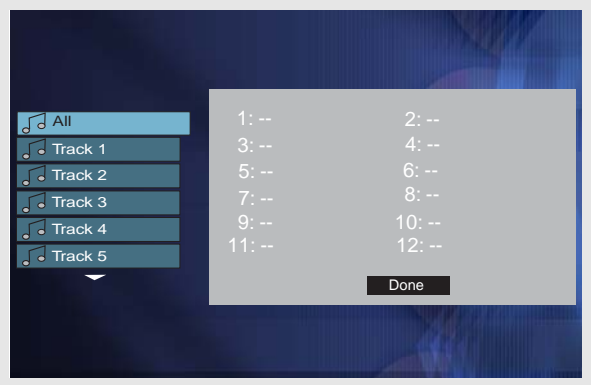 All
Track 1
Track 2
Track 3
Track 4
Track 5
1: -- 2: --
3: -- 4: --
5: -- 6: --
7: -- 8: --
9: -- 10: --
11: -- 12: --
Done